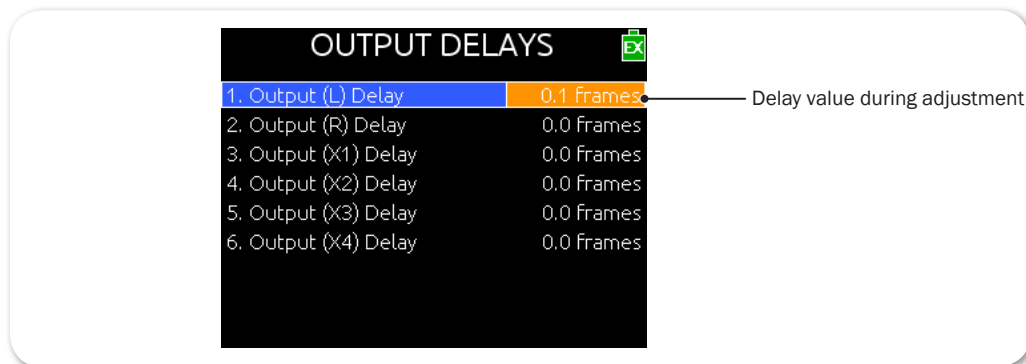 OUTPUT DELAYS
EX
1. Output (L) Delay 0.1 frames
Delay value during adjustment
2. Output (R) Delay 0.0 frames
3. Output (X1) Delay 0.0 frames
4. Output (X2) Delay 0.0 frames
5. Output (X3) Delay 0.0 frames
6. Output (X4) Delay 0.0 frames